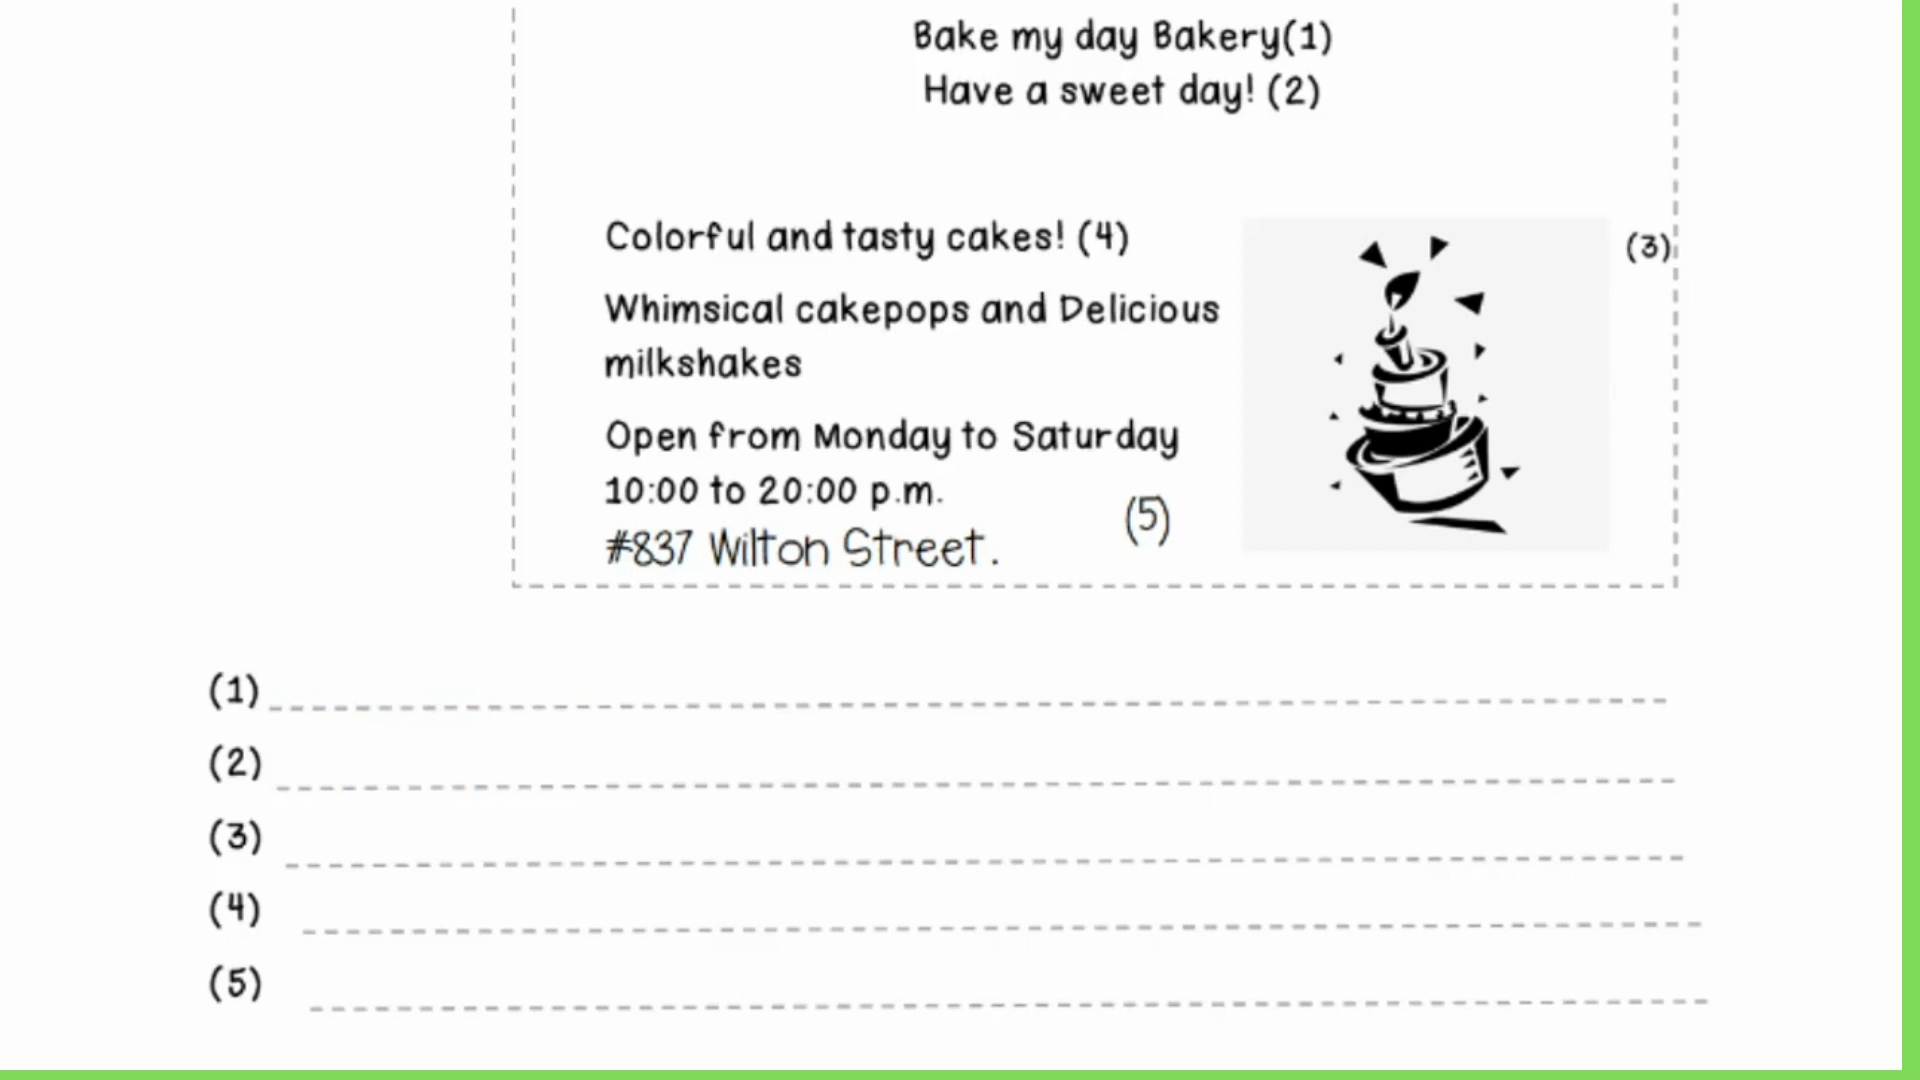 Bake my day Bakery(1)
Have a sweet day! (2)
Colorful and tasty cakes! (4)
(3)
Whimsical cakepops and Delicious
milkshakes
Open from Monday to Saturday
10:00 to 20:00 p.m.
(5)
#837 Wilton Street.
(1)
(2)
(3)
(4)
(5)